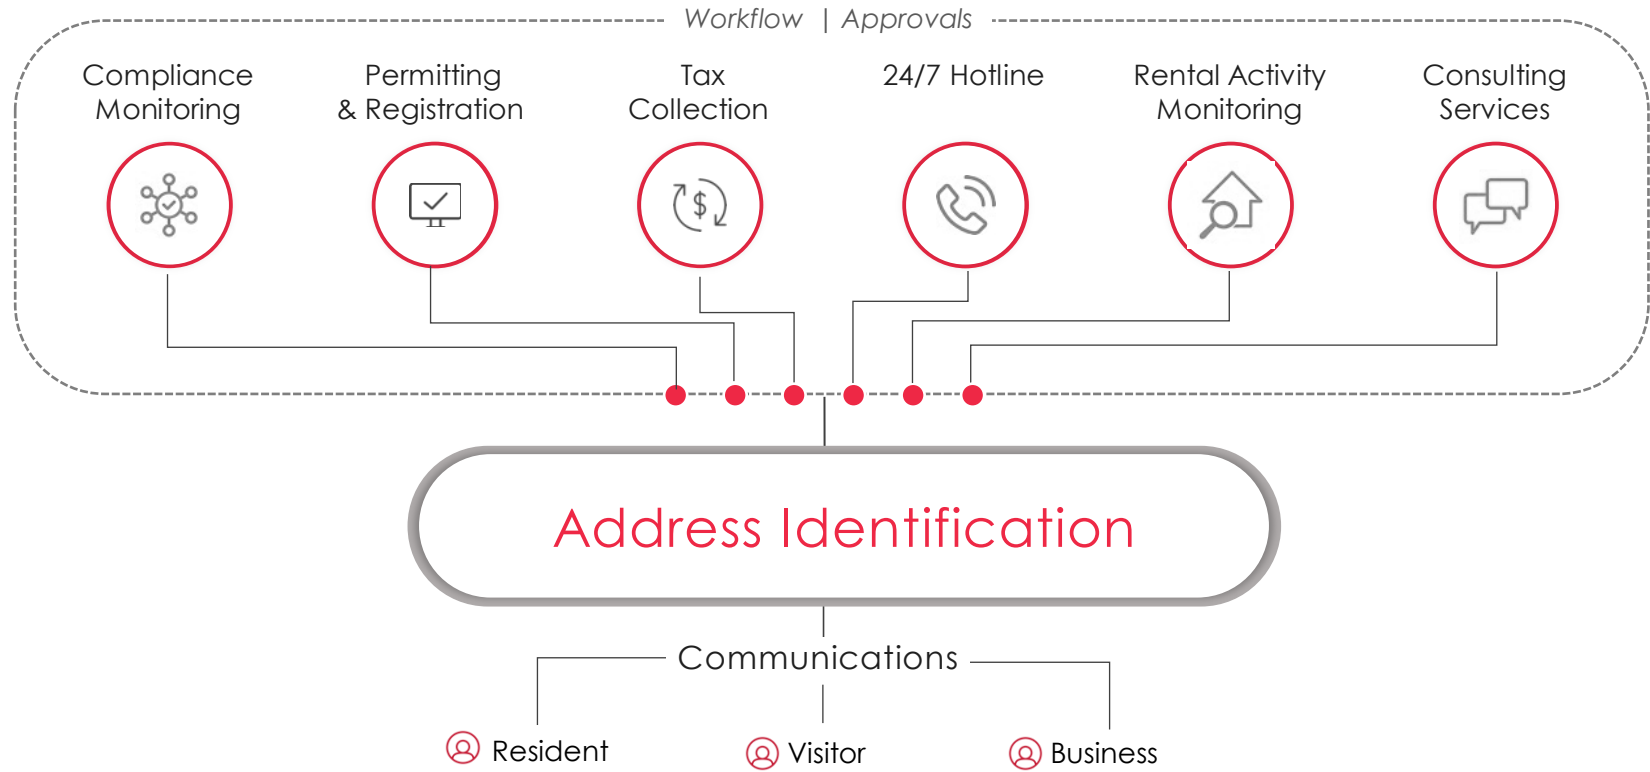 Workflow | Approvals
Compliance
Monitoring
Permitting
& Registration
Tax
Collection
24/7 Hotline
Rental Activity
Monitoring
Consulting
Services
$
Address Identification
Communications
Resident
Visitor
Business